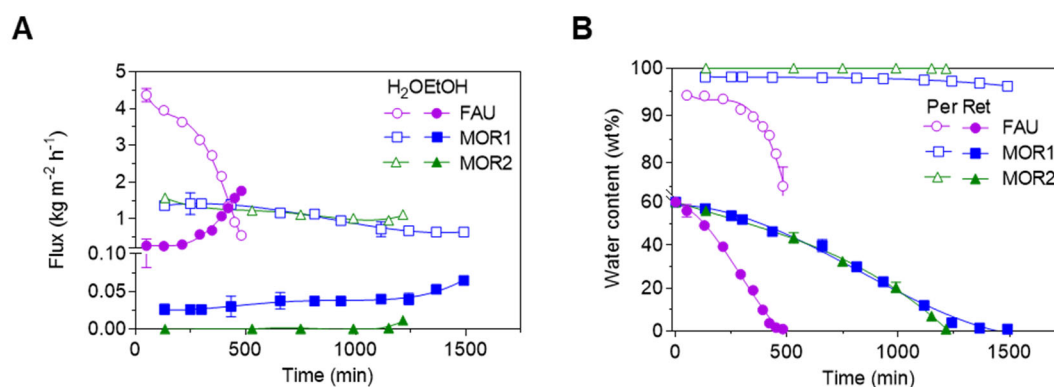 A
Flux (kg m⁻² h⁻¹)
5
4
3
2
1
0.10
0.05
0.00
0
500
1000
1500
Time (min)
H₂OEtOH
FAU
MOR1
MOR2
B
Water content (wt%)
100
90
80
60
40
20
0
0
500
1000
1500
Time (min)
Per Ret
FAU
MOR1
MOR2